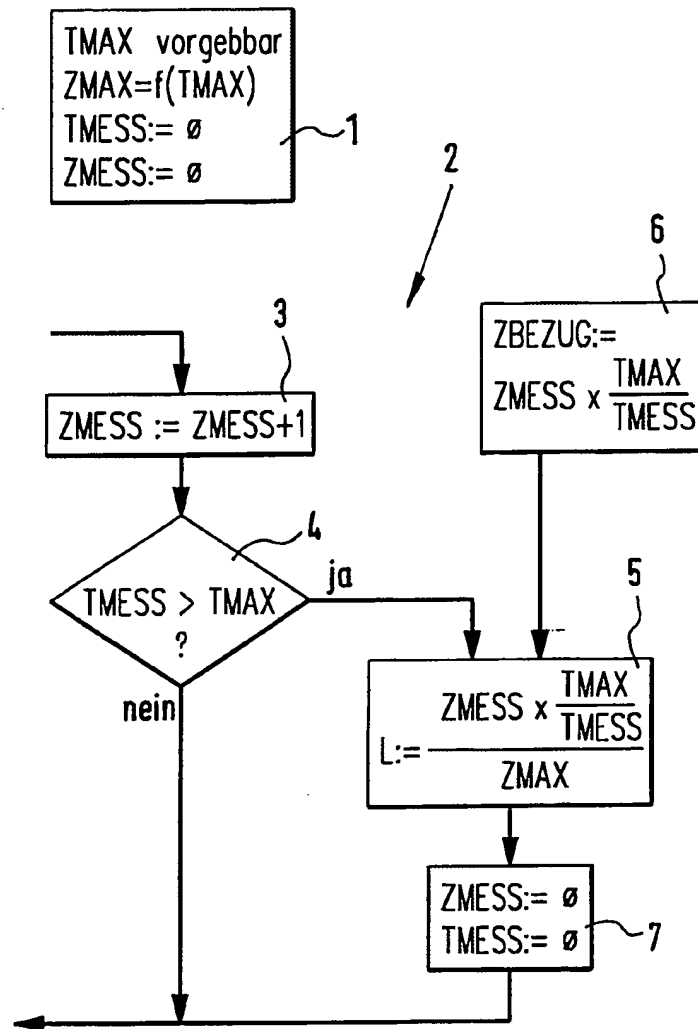 TMAX vorgebbar
ZMAX=f(TMAX)
TMESS:= ø
ZMESS:= ø
1
2
6
ZBEZUG:=
ZMESS x TMAX
TMESS
3
ZMESS := ZMESS+1
4
TMESS > TMAX
?
ja
nein
5
ZMESS x TMAX
TMESS
L:=
ZMAX
ZMESS:= ø
TMESS:= ø
7